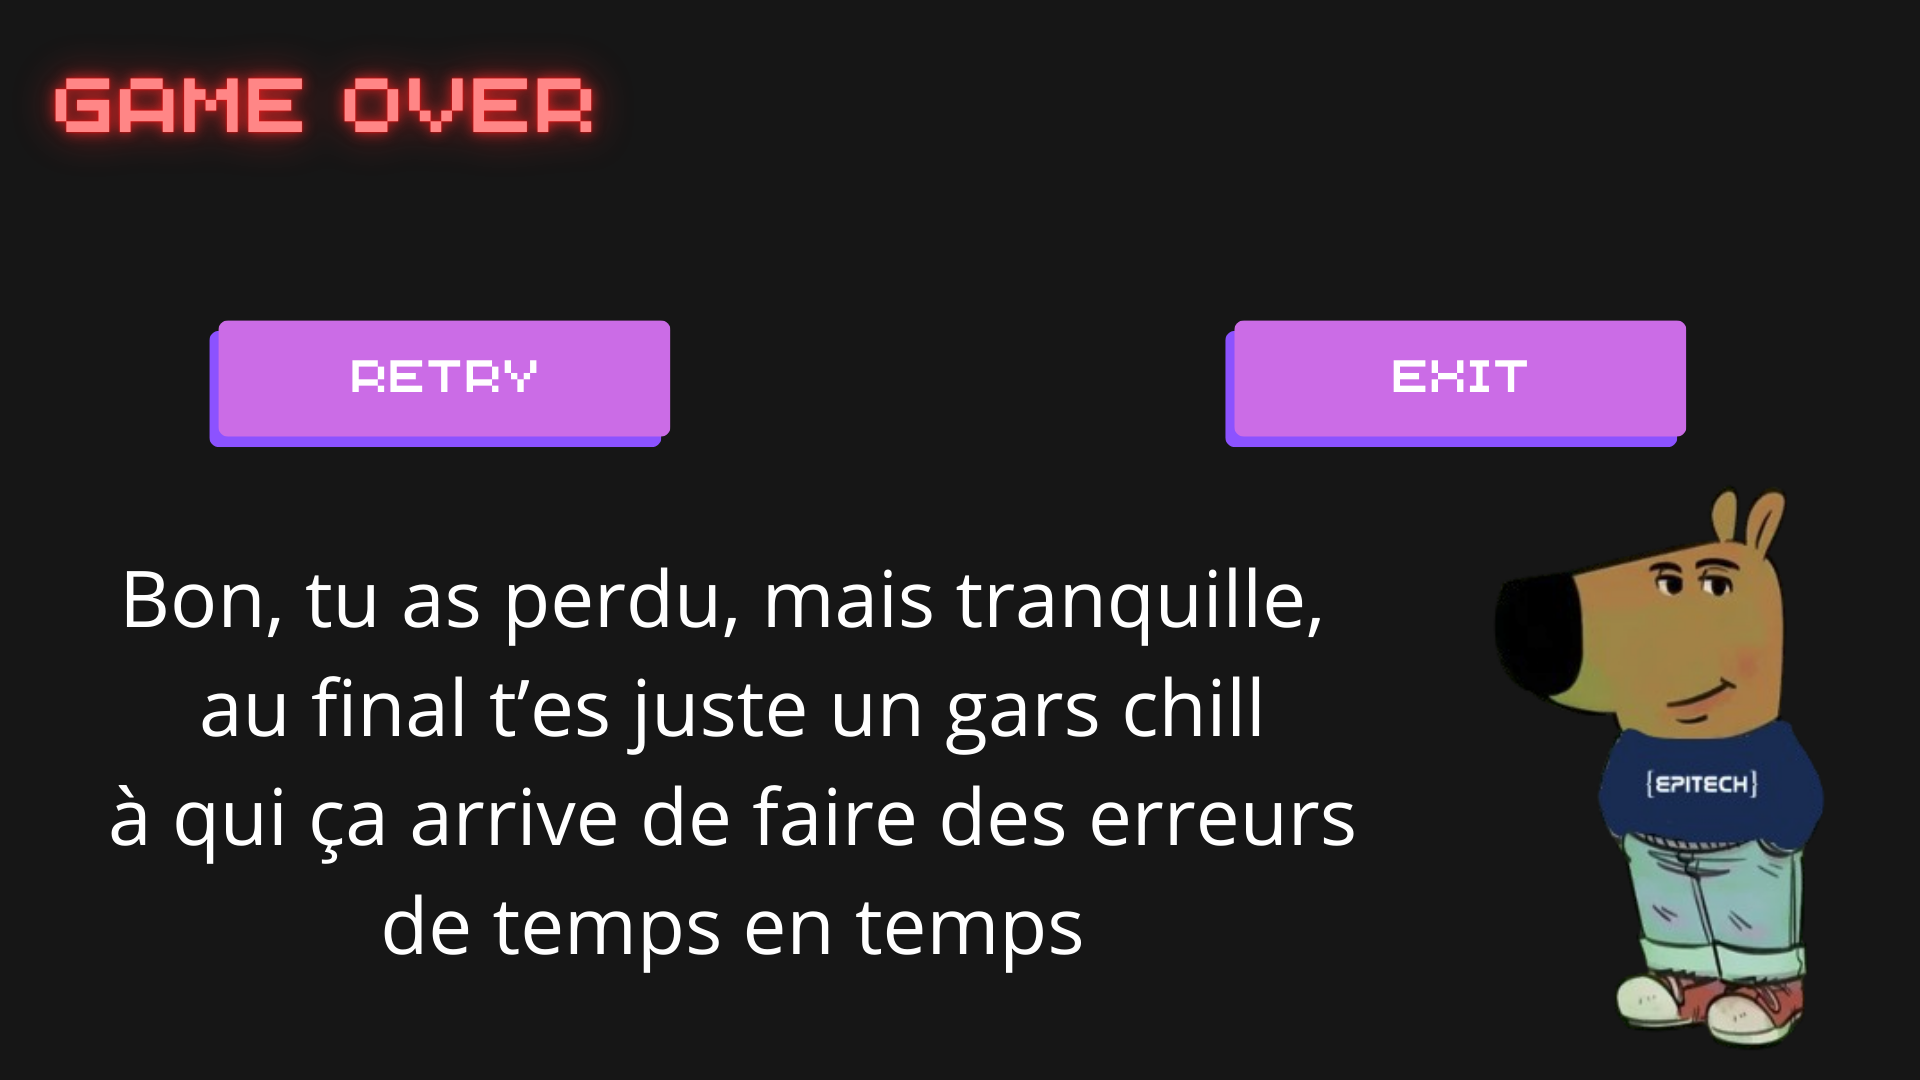 GAME OVER
RETRY
EXIT
Bon, tu as perdu, mais tranquille,
au final t’es juste un gars chill
à qui ça arrive de faire des erreurs
de temps en temps
{EPITECH}